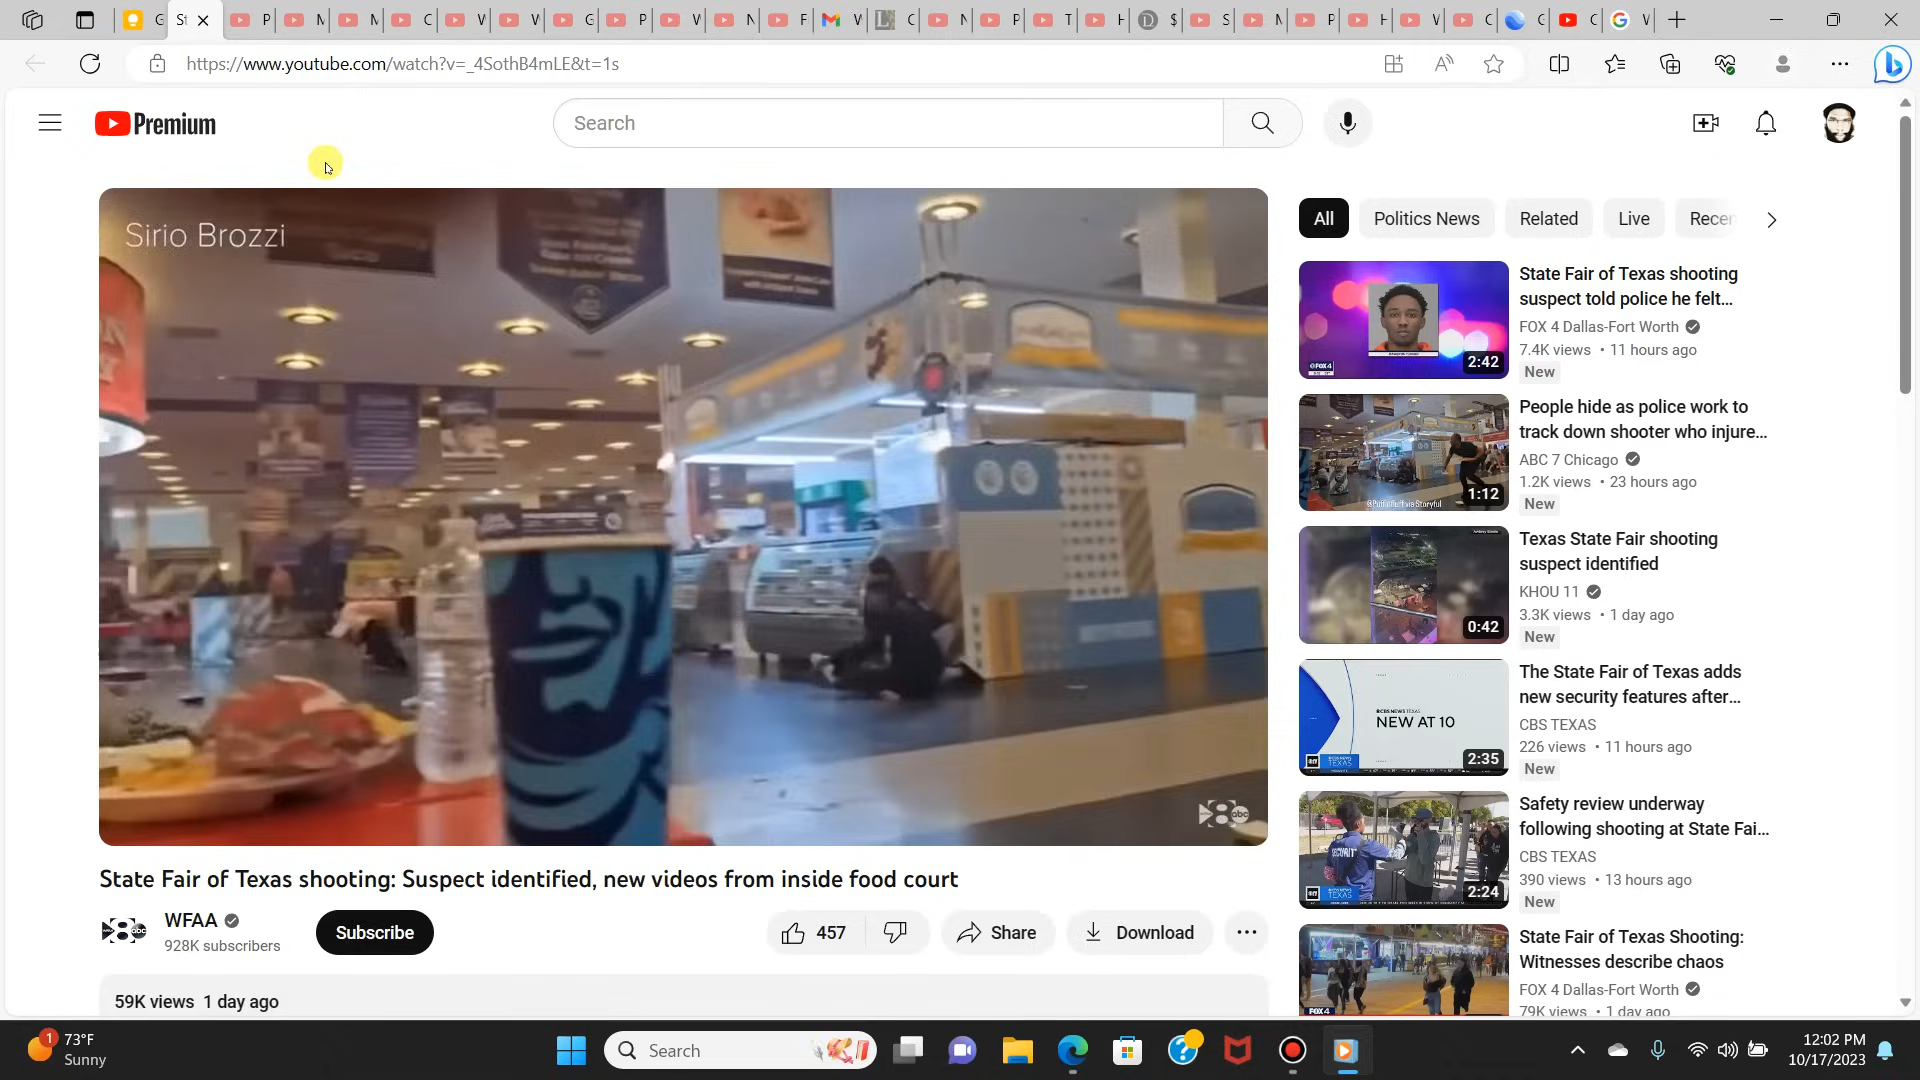 https://www.youtube.com/watch?v=_4SothB4mLE&t=1s
Premium
Search
Sirio Brozzi
State Fair of Texas shooting: Suspect identified, new videos from inside food court
WFAA
928K subscribers
Subscribe
457
Share
Download
59K views 1 day ago
All
Politics News
Related
Live
Recen
State Fair of Texas shooting
suspect told police he felt...
FOX 4 Dallas-Fort Worth
7.4K views • 11 hours ago
New
2:42
People hide as police work to
track down shooter who injure...
ABC 7 Chicago
1.2K views • 23 hours ago
New
1:12
Texas State Fair shooting
suspect identified
KHOU 11
3.3K views • 1 day ago
New
0:42
The State Fair of Texas adds
new security features after...
CBS TEXAS
226 views • 11 hours ago
New
NEW AT 10
2:35
Safety review underway
following shooting at State Fai...
CBS TEXAS
390 views • 13 hours ago
New
2:24
State Fair of Texas Shooting:
Witnesses describe chaos
FOX 4 Dallas-Fort Worth
79K views • 1 day ago
FOX4
1
73°F
Sunny
Search
12:02 PM
10/17/2023